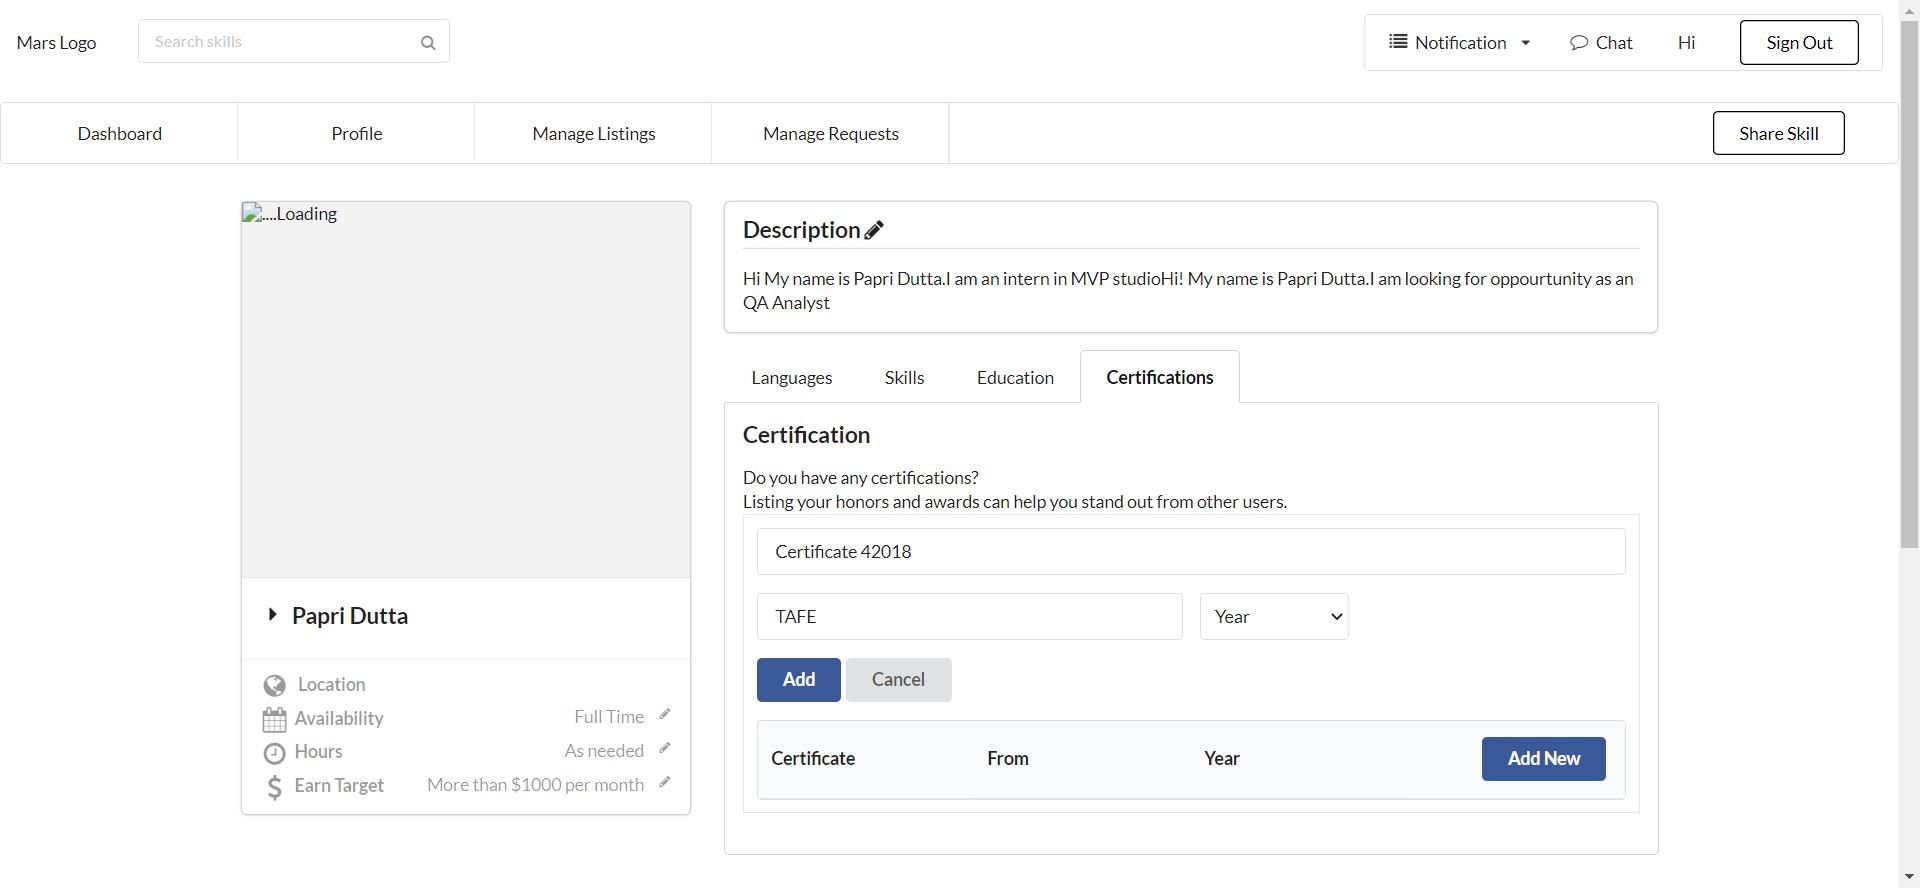 Mars Logo
Search skills
Notification
Chat
Hi
Sign Out
Dashboard
Profile
Manage Listings
Manage Requests
Share Skill
....Loading
Papri Dutta
Location
Availability
Full Time
Hours
As needed
Earn Target
More than $1000 per month
Description
Hi My name is Papri Dutta.I am an intern in MVP studioHi! My name is Papri Dutta.I am looking for oppourtunity as an
QA Analyst
Languages
Skills
Education
Certifications
Certification
Do you have any certifications?
Listing your honors and awards can help you stand out from other users.
Certificate 42018
TAFE
Year
Add
Cancel
Certificate
From
Year
Add New